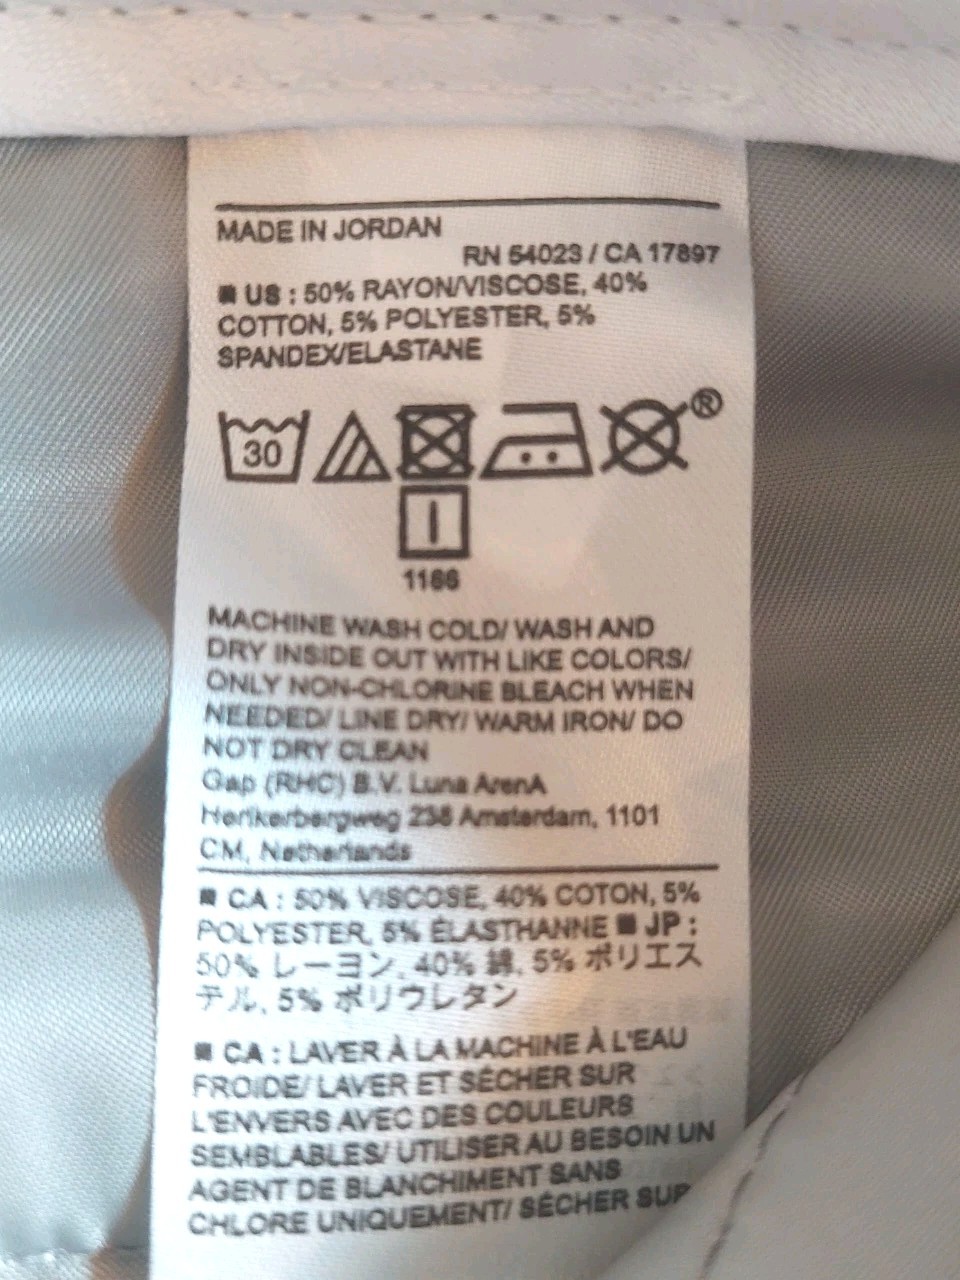 MADE IN JORDAN
RN 54023 / CA 17897
■ US : 50% RAYON/VISCOSE, 40%
COTTON, 5% POLYESTER, 5%
SPANDEX/ELASTANE
30
®
1166
MACHINE WASH COLD/ WASH AND
DRY INSIDE OUT WITH LIKE COLORS/
ONLY NON-CHLORINE BLEACH WHEN
NEEDED/ LINE DRY/ WARM IRON/ DO
NOT DRY CLEAN
Gap (RHC) B.V. Luna ArenA
Herikerbergweg 238 Amsterdam, 1101
CM, Netherlands
■ CA : 50% VISCOSE, 40% COTON, 5%
POLYESTER, 5% ÉLASTHANNE ■ JP :
50% レーヨン, 40% 綿, 5% ポリエス
テル, 5% ポリウレタン
■ CA : LAVER À LA MACHINE À L'EAU
FROIDE/ LAVER ET SÉCHER SUR
L'ENVERS AVEC DES COULEURS
SEMBLABLES/ UTILISER AU BESOIN UN
AGENT DE BLANCHIMENT SANS
CHLORE UNIQUEMENT/ SÉCHER SUR